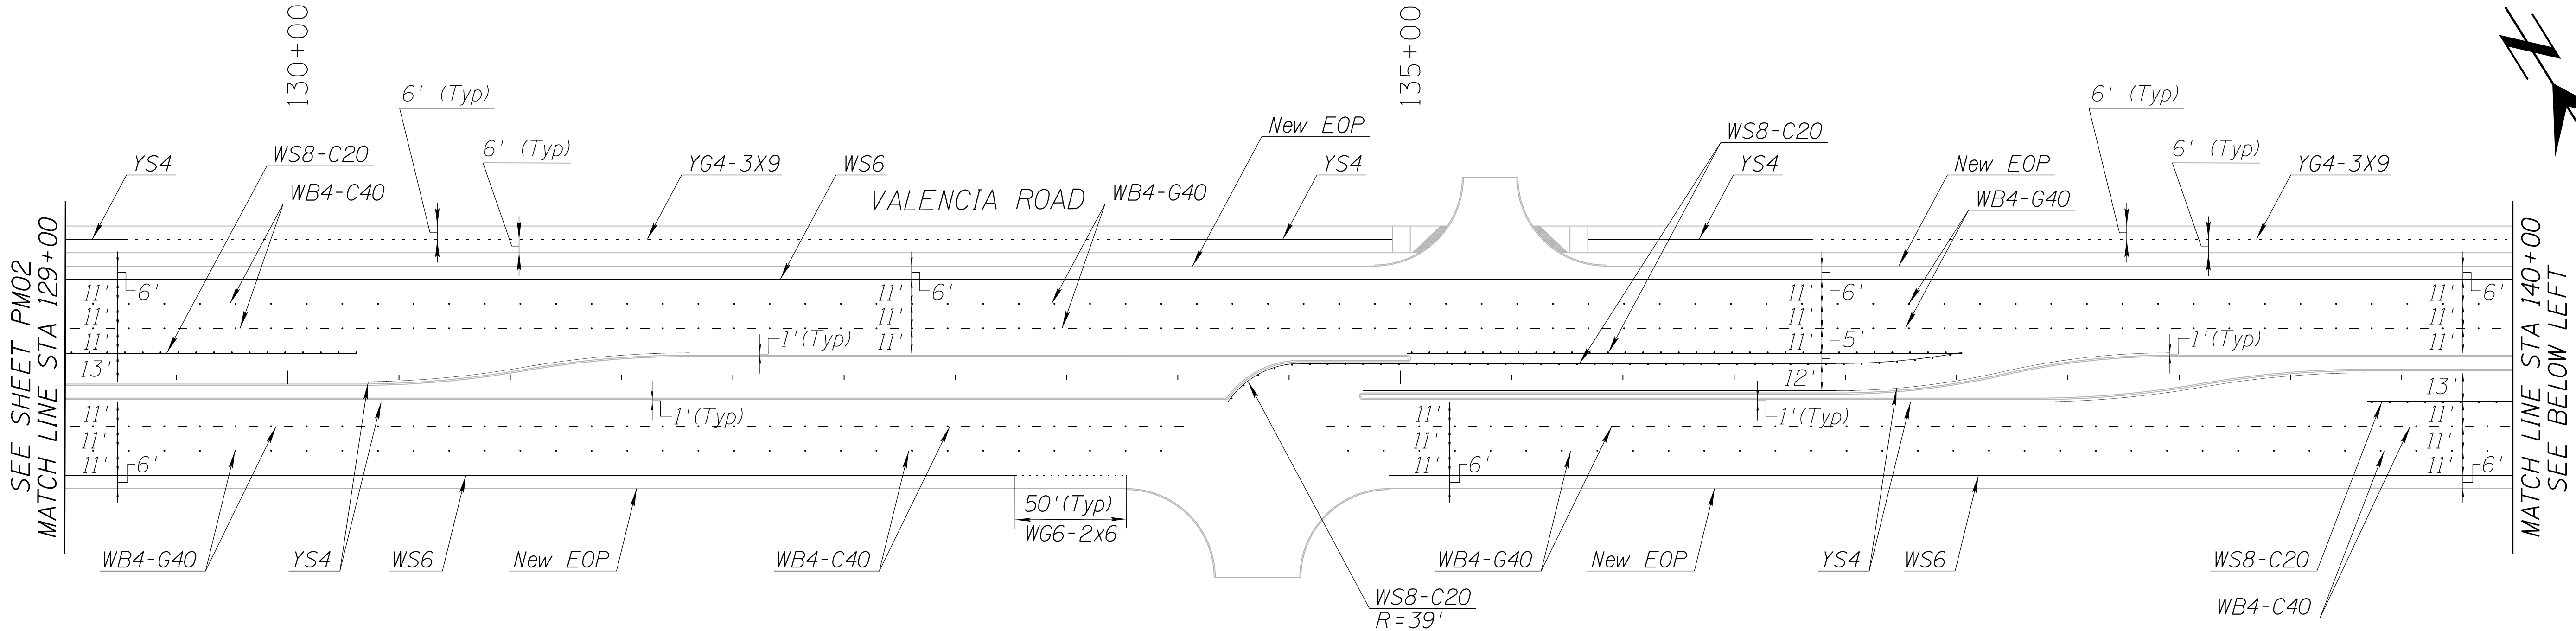 130+00
135+00
6' (Typ)
6' (Typ)
6' (Typ)
6' (Typ)
YS4
WS8-C20
WB4-C40
YG4-3X9
WS6
VALENCIA ROAD
WB4-G40
New EOP
YS4
WS8-C20
YS4
New EOP
WB4-G40
YG4-3X9
SEE SHEET PM02
MATCH LINE STA 129+00
11'
11'
11'
13'
6'
11'
11'
11'
6'
11'
11'
11'
6'
1'(Typ)
1'(Typ)
11'
11'
11'
6'
5'
12'
11'
11'
11'
6'
1'(Typ)
1'(Typ)
11'
11'
11'
6'
13'
11'
11'
11'
6'
MATCH LINE STA 140+00
SEE BELOW LEFT
50'(Typ)
WG6-2x6
WB4-G40
YS4
WS6
New EOP
WB4-C40
WS8-C20
R=39'
WB4-G40
New EOP
YS4
WS6
WS8-C20
WB4-C40